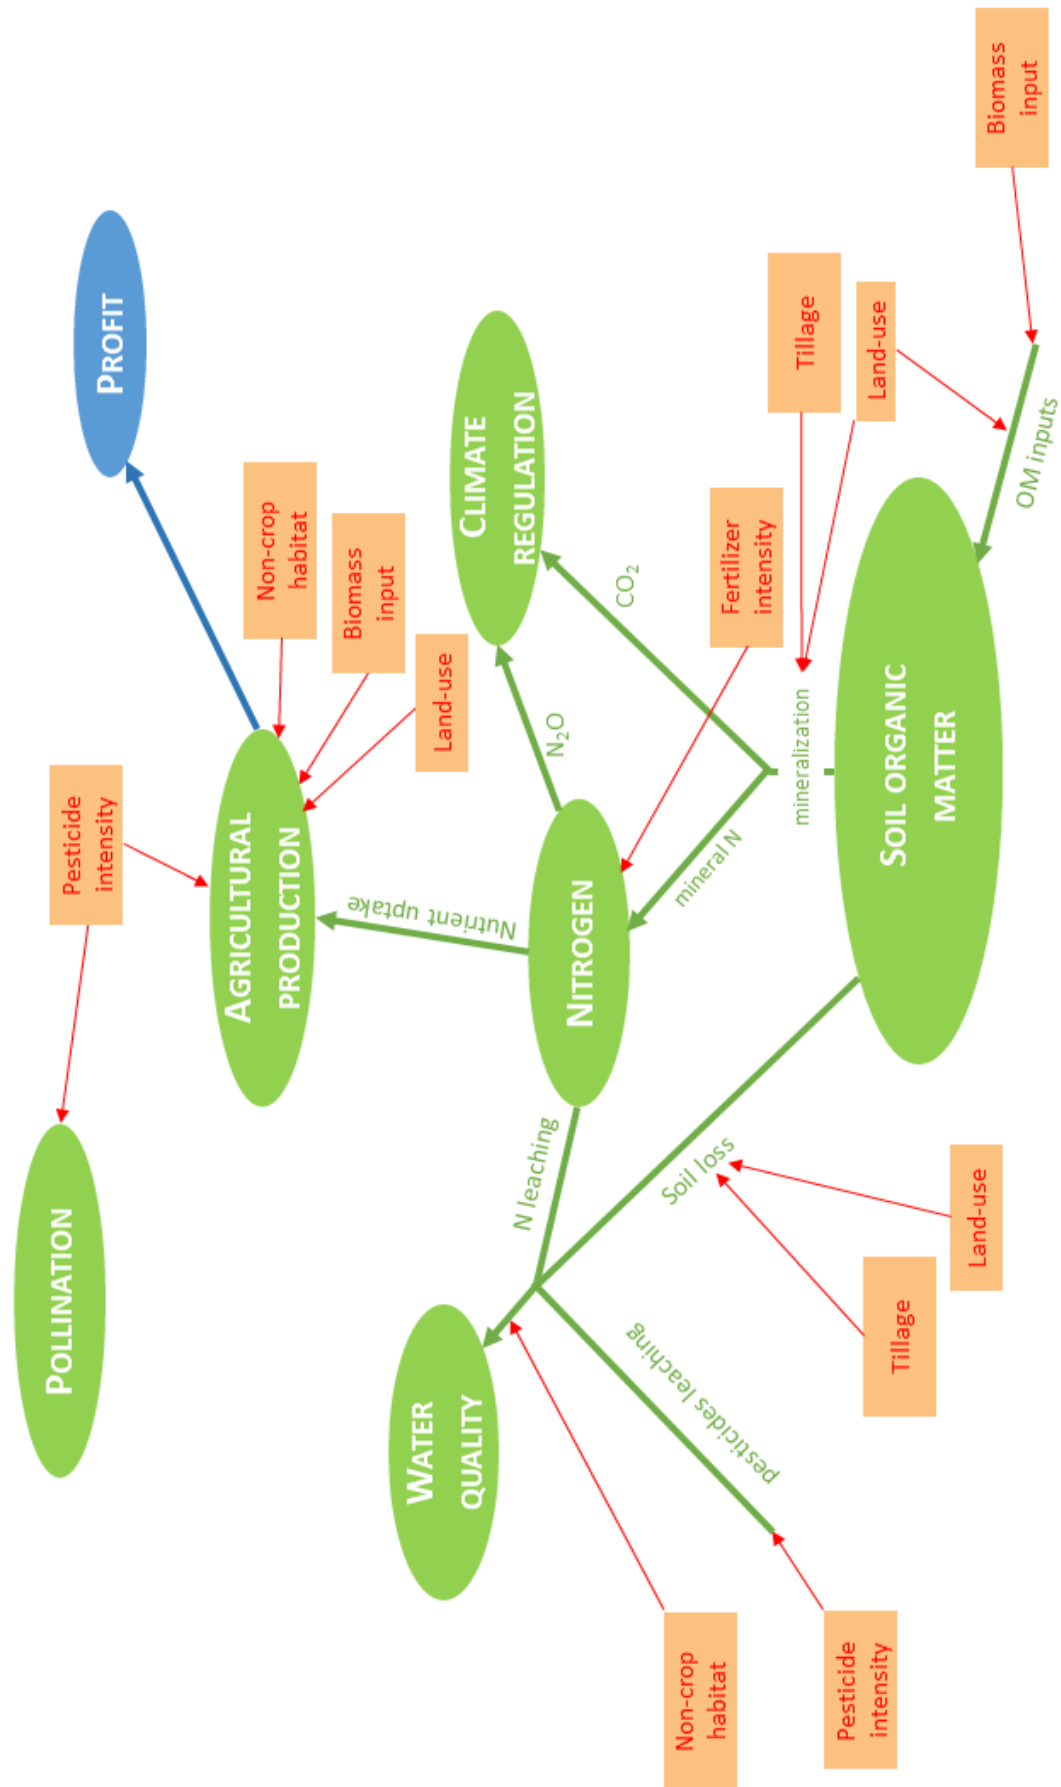 POLLINATION
Pesticide
intensity
PROFIT
AGRICULTURAL
PRODUCTION
Non-crop
habitat
Biomass
input
Land-use
Nutrient uptake
WATER
QUALITY
N leaching
NITROGEN
N₂O
CLIMATE
REGULATION
CO₂
mineral N
Fertilizer
intensity
mineralization
Tillage
Land-use
Soil loss
pesticides leaching
Non-crop
habitat
Pesticide
intensity
Tillage
Land-use
SOIL ORGANIC
MATTER
OM inputs
Biomass
input